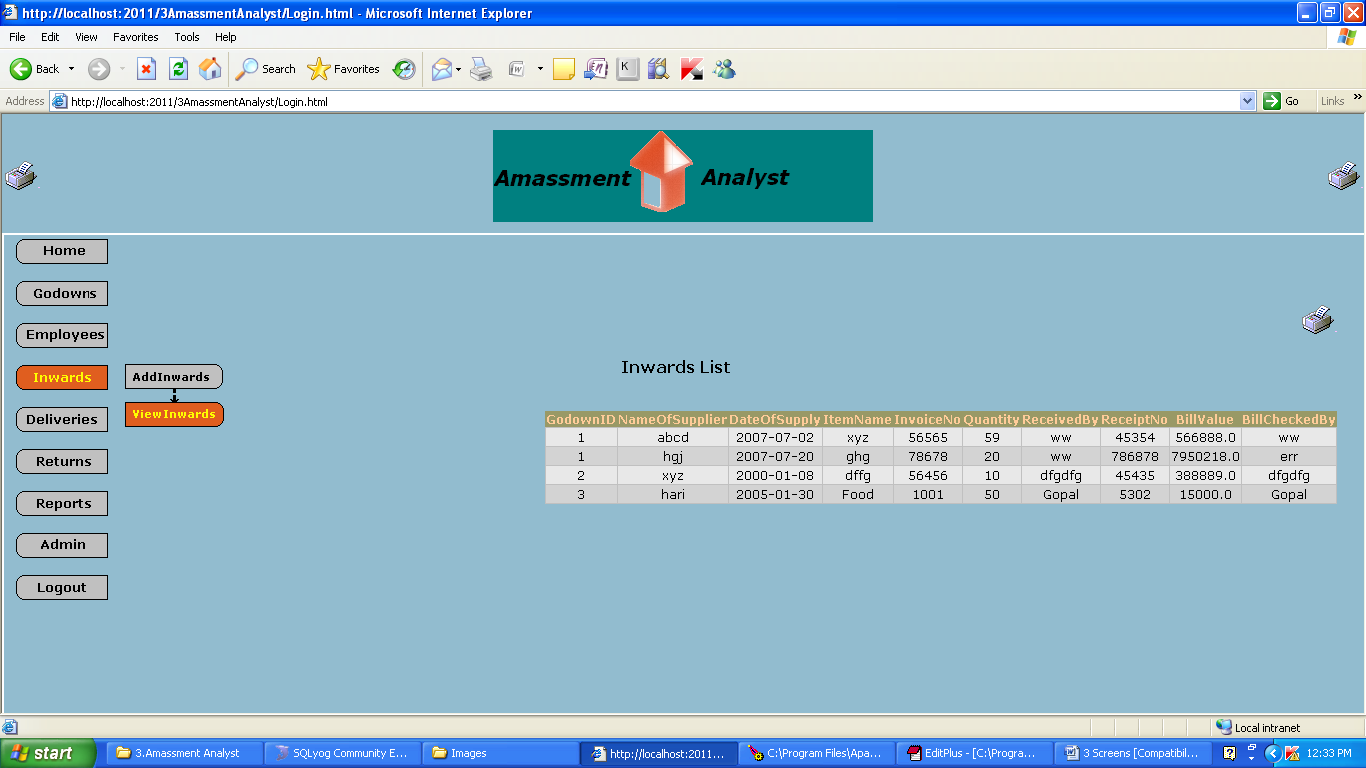 http://localhost:2011/3AmassmentAnalyst/Login.html - Microsoft Internet Explorer
File Edit View Favorites Tools Help
Back Search Favorites
Address http://localhost:2011/3AmassmentAnalyst/Login.html Go Links »
Amassment Analyst
Home
Godowns
Employees
Inwards
AddInwards
ViewInwards
Deliveries
Returns
Reports
Admin
Logout
Inwards List
GodownID NameOfSupplier DateOfSupply ItemName InvoiceNo Quantity ReceivedBy ReceiptNo BillValue BillCheckedBy
1 abcd 2007-07-02 xyz 56565 59 ww 45354 566888.0 ww
1 hgj 2007-07-20 ghg 78678 20 ww 786878 7950218.0 err
2 xyz 2000-01-08 dffg 56456 10 dfgdfg 45435 388889.0 dfgdfg
3 hari 2005-01-30 Food 1001 50 Gopal 5302 15000.0 Gopal
Local intranet
start 3.Amassment Analyst SQLyog Community E... Images http://localhost:2011... C:\Program Files\Apa... EditPlus - [C:\Progra... 3 Screens [Compatibil... 12:33 PM